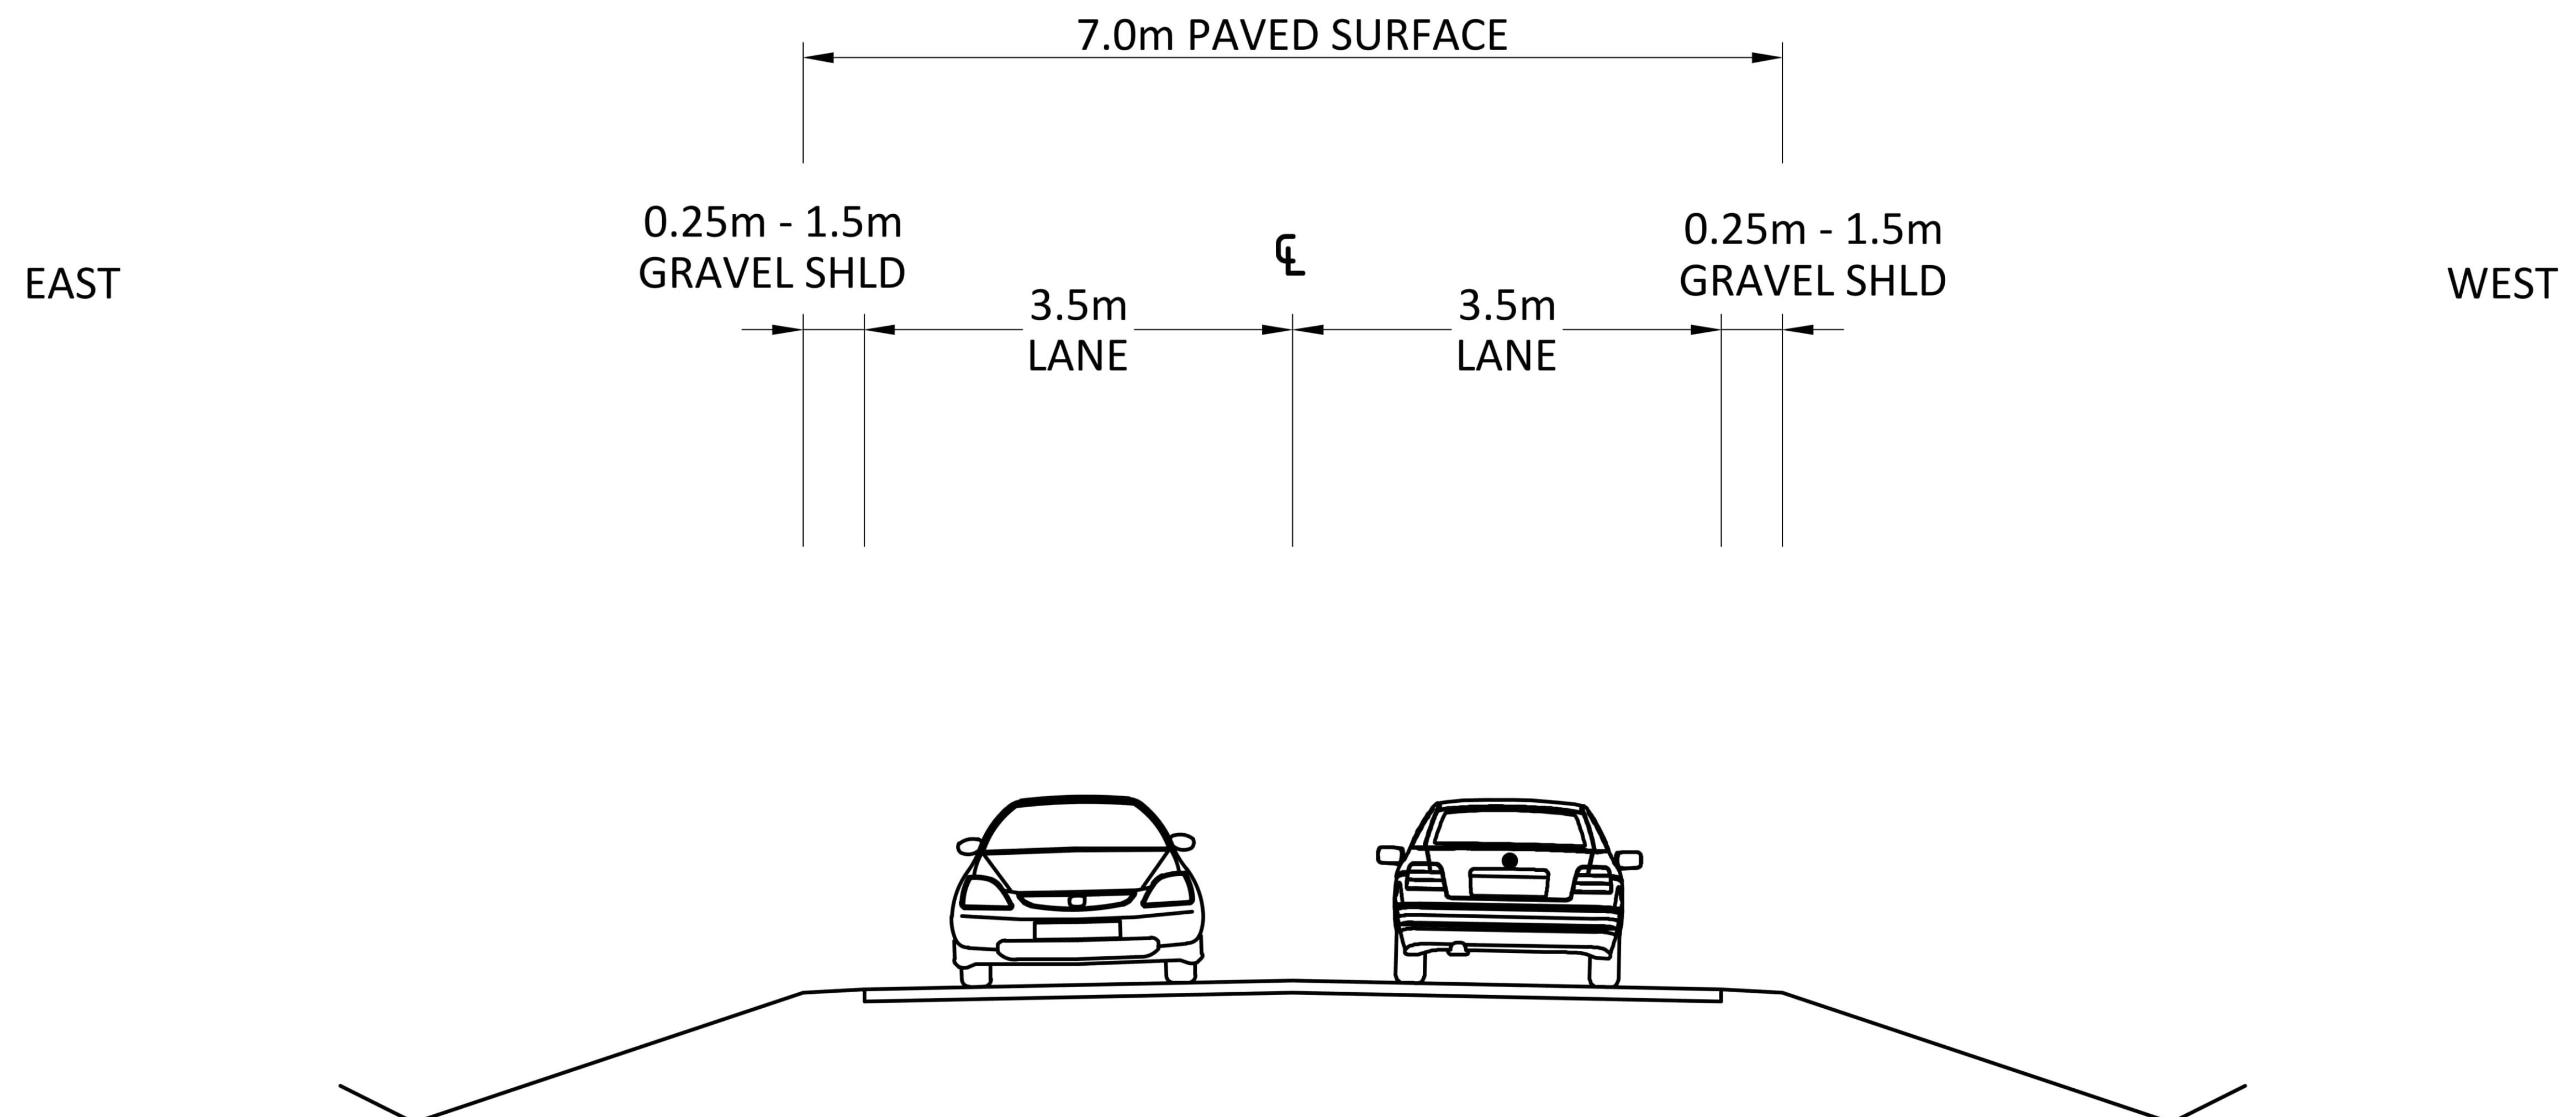 7.0m PAVED SURFACE
0.25m - 1.5m
GRAVEL SHLD
℄
0.25m - 1.5m
GRAVEL SHLD
EAST
WEST
3.5m
LANE
3.5m
LANE